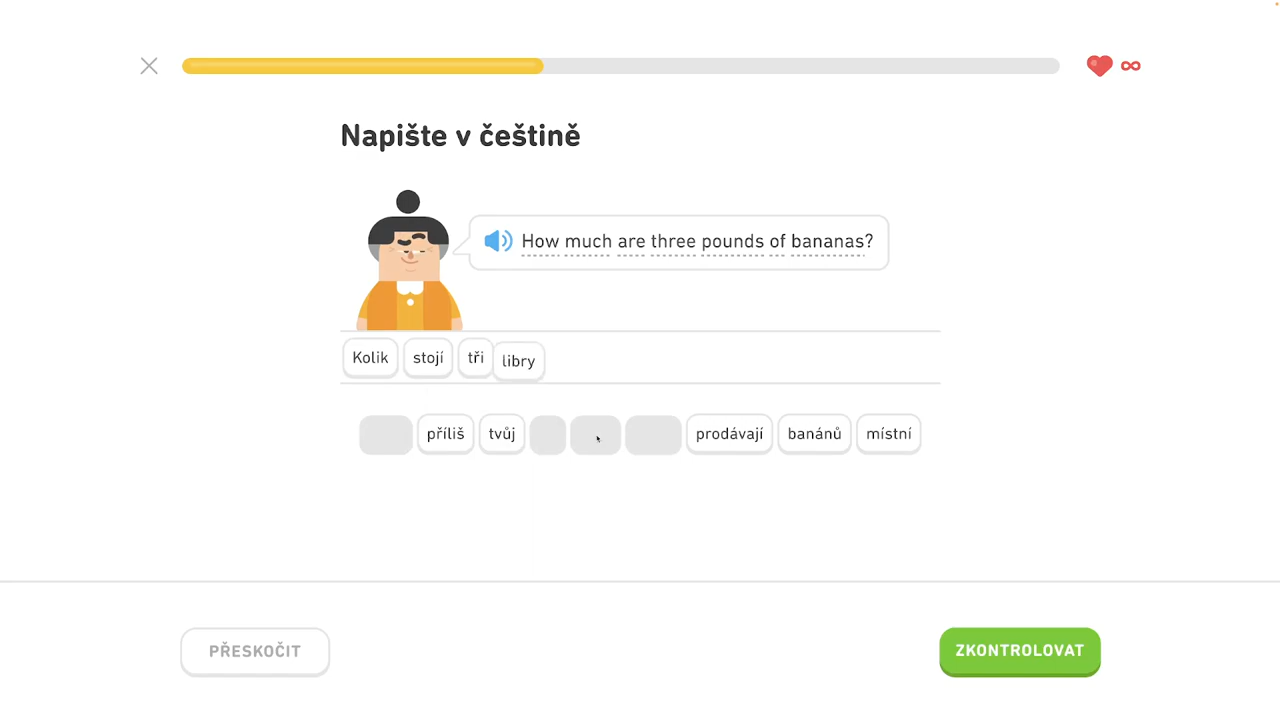 Napište v češtině
How much are three pounds of bananas?
Kolik stojí tři libry
příliš tvůj prodávají banánů místní
PŘESKOČIT
ZKONTROLOVAT